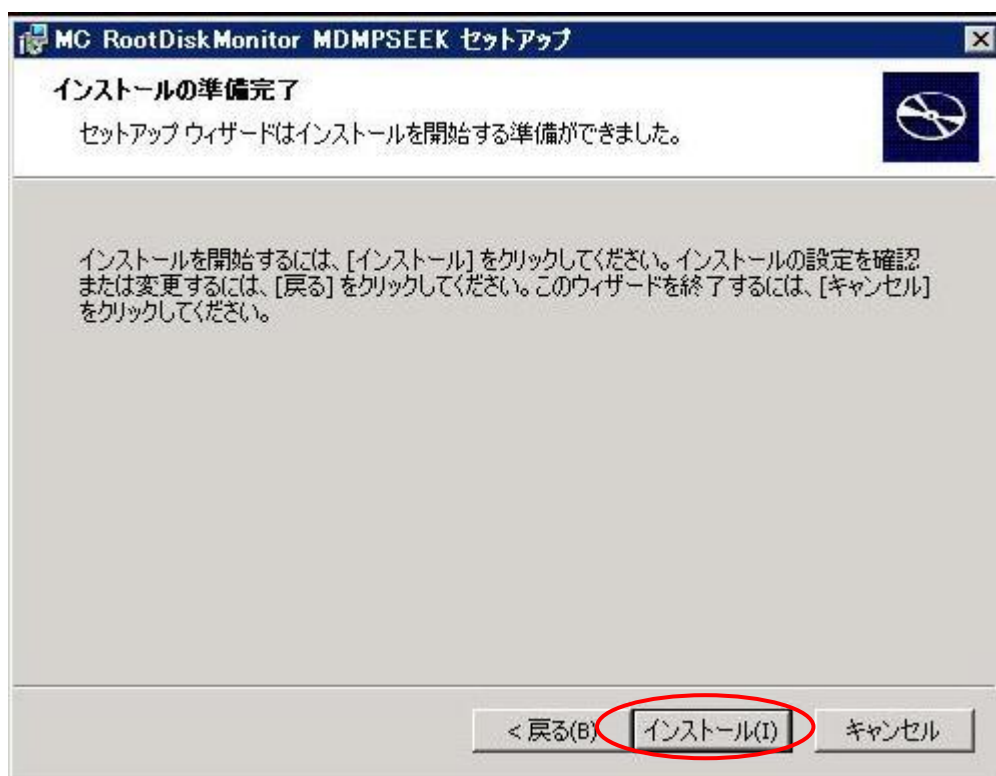 MC RootDiskMonitor MDMPSEEK セットアップ
インストールの準備完了
セットアップ ウィザードはインストールを開始する準備ができました。
インストールを開始するには、[インストール] をクリックしてください。インストールの設定を確認
または変更するには、[戻る] をクリックしてください。このウィザードを終了するには、[キャンセル]
をクリックしてください。
< 戻る(B) インストール(I) キャンセル